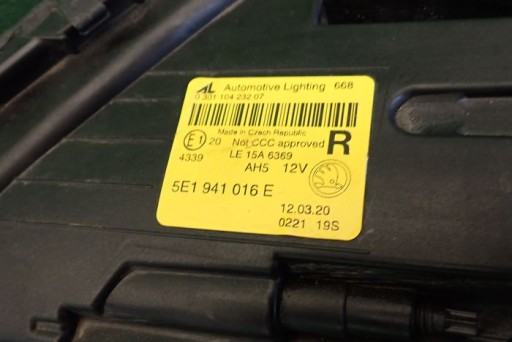 AL Automotive Lighting 668
0 301 104 232 07
Made in Czech Republic
E1 20 Not CCC approved R
4339 LE 15A 6369
AH5 12V
5E1 941 016 E
12.03.20
0221 19S